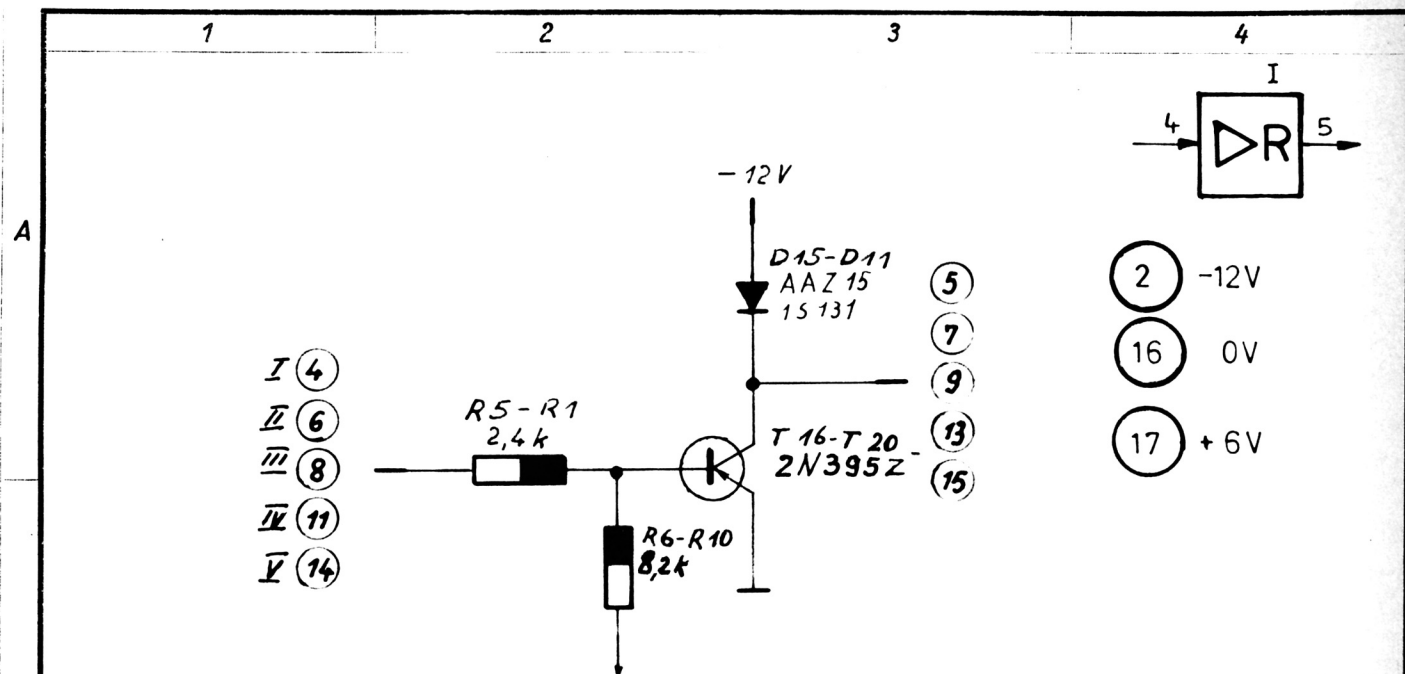 1 2 3 4
A
I
4 5
▷R
-12V
D15-D11
AAZ15
1S131
5
7
9
13
15
2 -12V
16 0V
17 +6V
I 4
II 6
III 8
IV 11
V 14
R5-R1
2,4k
T16-T20
2N395Z
R6-R10
8,2k